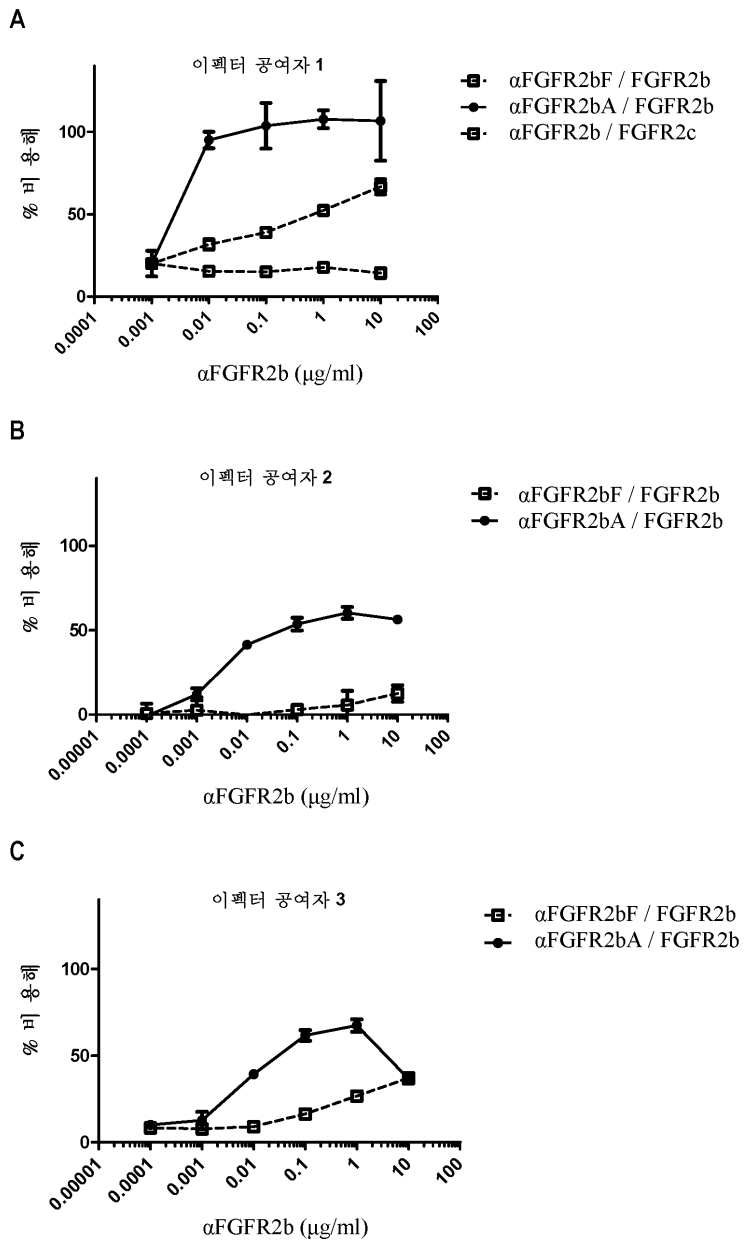 A
이펙터 공여자 1
αFGFR2bF / FGFR2b
αFGFR2bA / FGFR2b
αFGFR2b / FGFR2c
% 비 용해
100
50
0
0.0001
0.001
0.01
0.1
1
10
100
αFGFR2b (μg/ml)
B
이펙터 공여자 2
αFGFR2bF / FGFR2b
αFGFR2bA / FGFR2b
% 비 용해
100
50
0
0.00001
0.0001
0.001
0.01
0.1
1
10
100
αFGFR2b (μg/ml)
C
이펙터 공여자 3
αFGFR2bF / FGFR2b
αFGFR2bA / FGFR2b
% 비 용해
100
50
0
0.00001
0.0001
0.001
0.01
0.1
1
10
100
αFGFR2b (μg/ml)